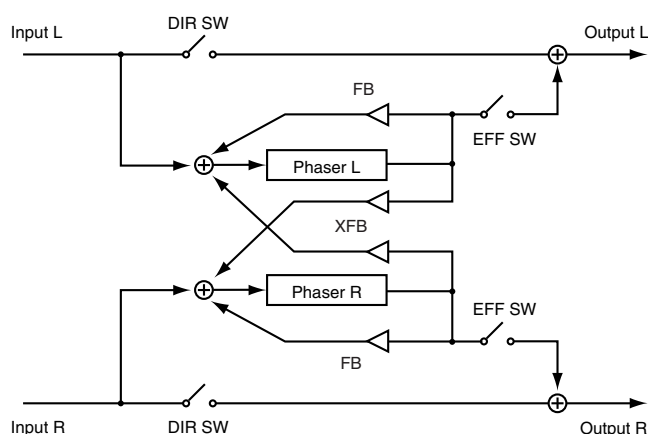 Input L
DIR SW
Output L
FB
EFF SW
Phaser L
XFB
Phaser R
EFF SW
FB
Input R
DIR SW
Output R